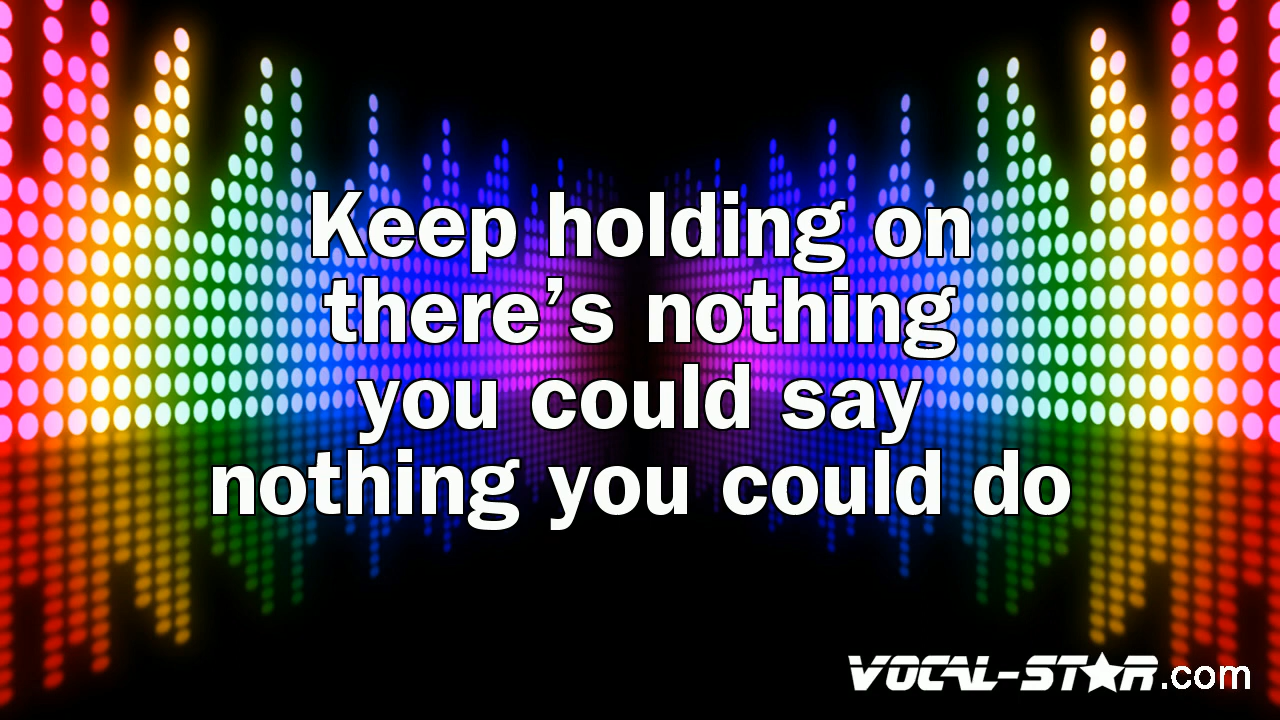 Keep holding on
there’s nothing
you could say
nothing you could do
VOCAL-STAR.com